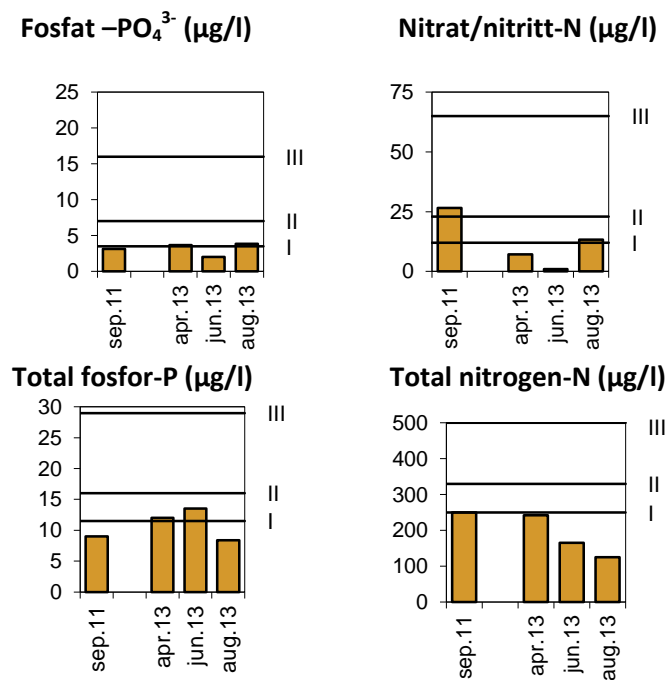 Fosfat –PO₄³⁻ (µg/l)
25
20
15
10
5
0
III
II
I
sep.11
apr.13
jun.13
aug.13
Nitrat/nitritt-N (µg/l)
75
50
25
0
III
II
I
sep.11
apr.13
jun.13
aug.13
Total fosfor-P (µg/l)
30
25
20
15
10
5
0
III
II
I
sep.11
apr.13
jun.13
aug.13
Total nitrogen-N (µg/l)
500
400
300
200
100
0
III
II
I
sep.11
apr.13
jun.13
aug.13